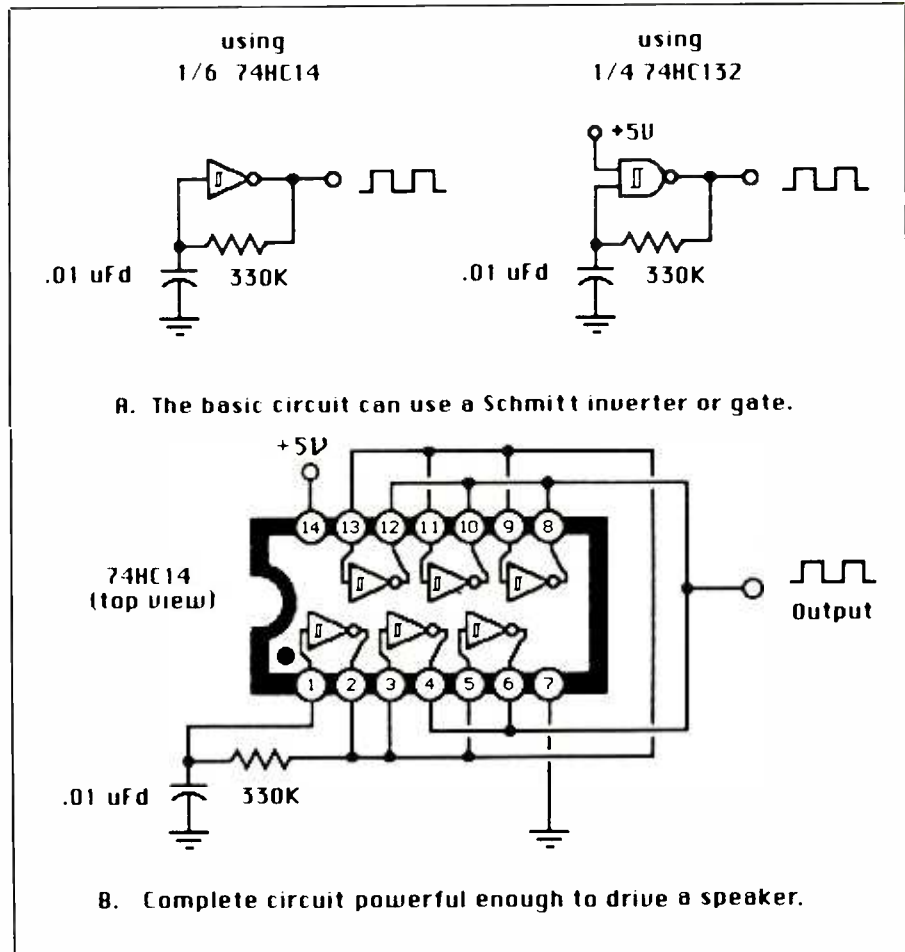 using
1/6 74HC14
using
1/4 74HC132
+5V
.01 uFd
330K
.01 uFd
330K
A. The basic circuit can use a Schmitt inverter or gate.
+5V
14 13 12 11 10 9 8
74HC14
(top view)
Output
1 2 3 4 5 6 7
.01 uFd
330K
B. Complete circuit powerful enough to drive a speaker.